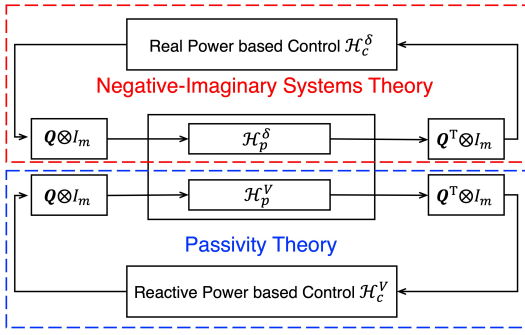 Real Power based Control ℋ_c^δ
Negative-Imaginary Systems Theory
Q⊗I_m ℋ_p^δ Q^T⊗I_m
Q⊗I_m ℋ_p^V Q^T⊗I_m
Passivity Theory
Reactive Power based Control ℋ_c^V